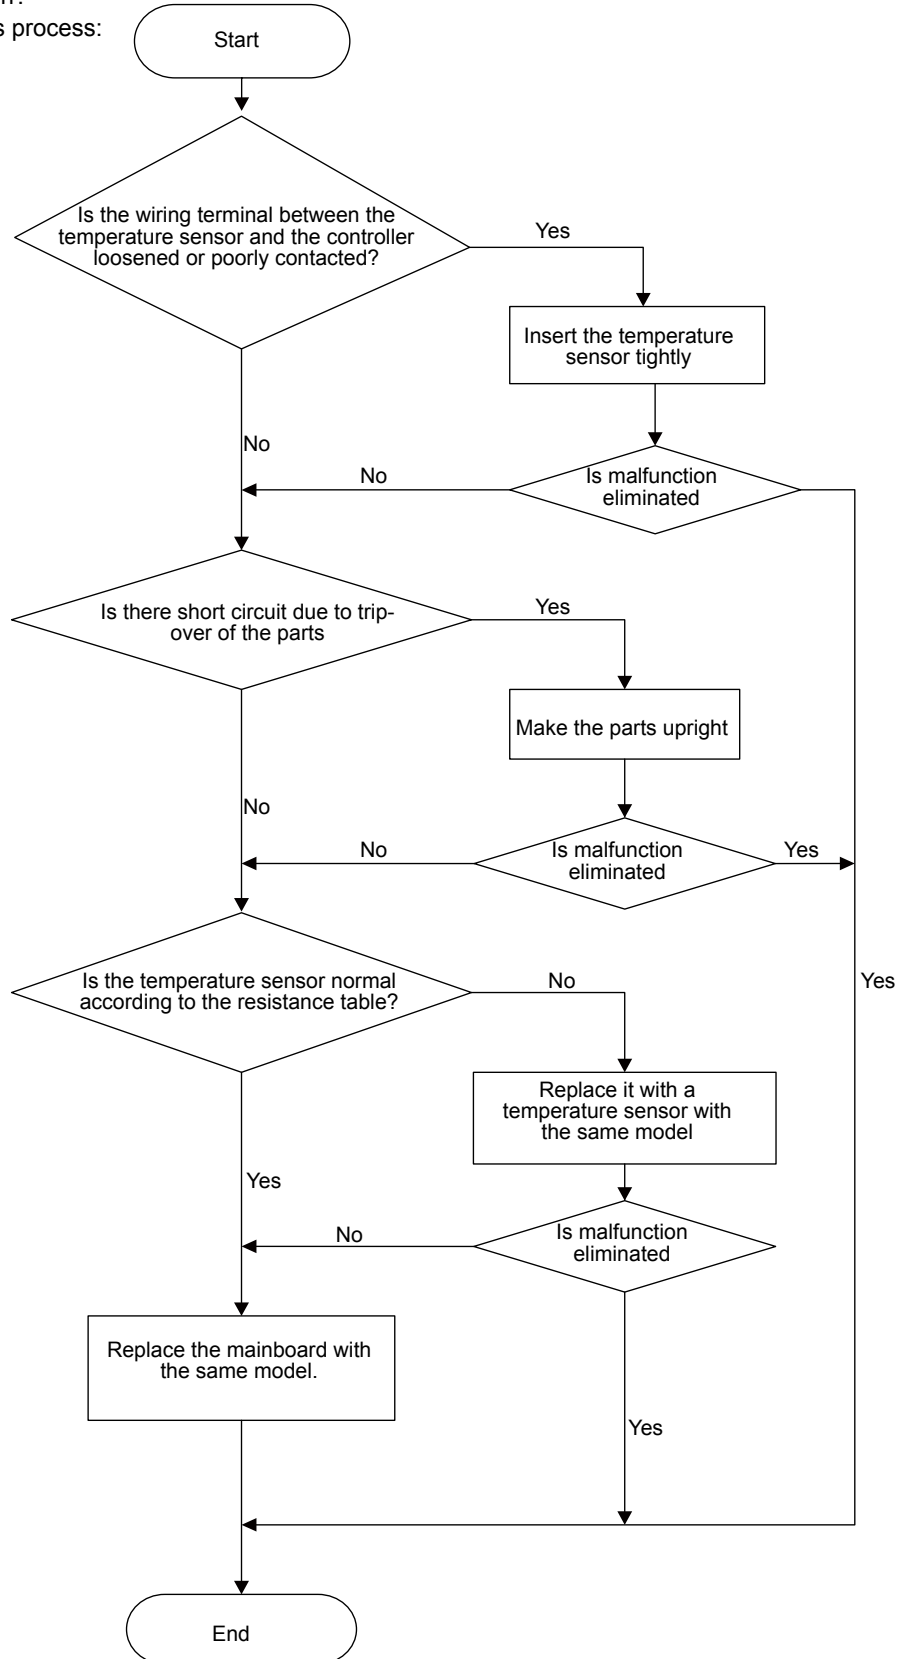 s process:
Start
Is the wiring terminal between the
temperature sensor and the controller
loosened or poorly contacted?
Yes
Insert the temperature
sensor tightly
No
No
Is malfunction
eliminated
Is there short circuit due to trip-
over of the parts
Yes
Make the parts upright
No
No
Is malfunction
eliminated
Yes
Is the temperature sensor normal
according to the resistance table?
No
Yes
Replace it with a
temperature sensor with
the same model
Yes
No
Is malfunction
eliminated
Replace the mainboard with
the same model.
Yes
End